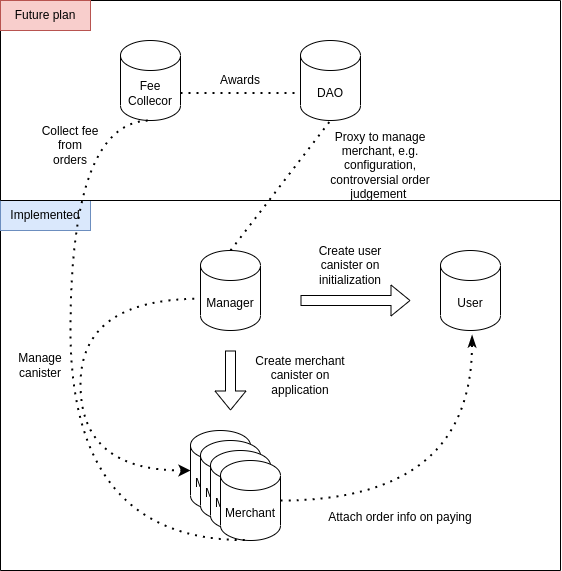 Future plan
Fee
Collecor
Awards
DAO
Collect fee
from
orders
Proxy to manage
merchant, e.g.
configuration,
controversial order
judgement
Implemented
Manager
Create user
canister on
initialization
User
Manage
canister
Create merchant
canister on
application
M
M
M
Merchant
Attach order info on paying